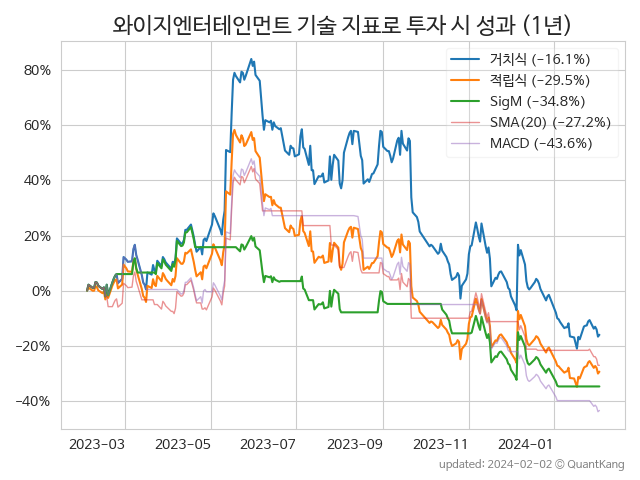 와이지엔터테인먼트 기술 지표로 투자 시 성과 (1년)
거치식 (−16.1%)
적립식 (−29.5%)
SigM (−34.8%)
SMA(20) (−27.2%)
MACD (−43.6%)
80%
60%
40%
20%
0%
−20%
−40%
2023-03 2023-05 2023-07 2023-09 2023-11 2024-01
updated: 2024-02-02 © QuantKang